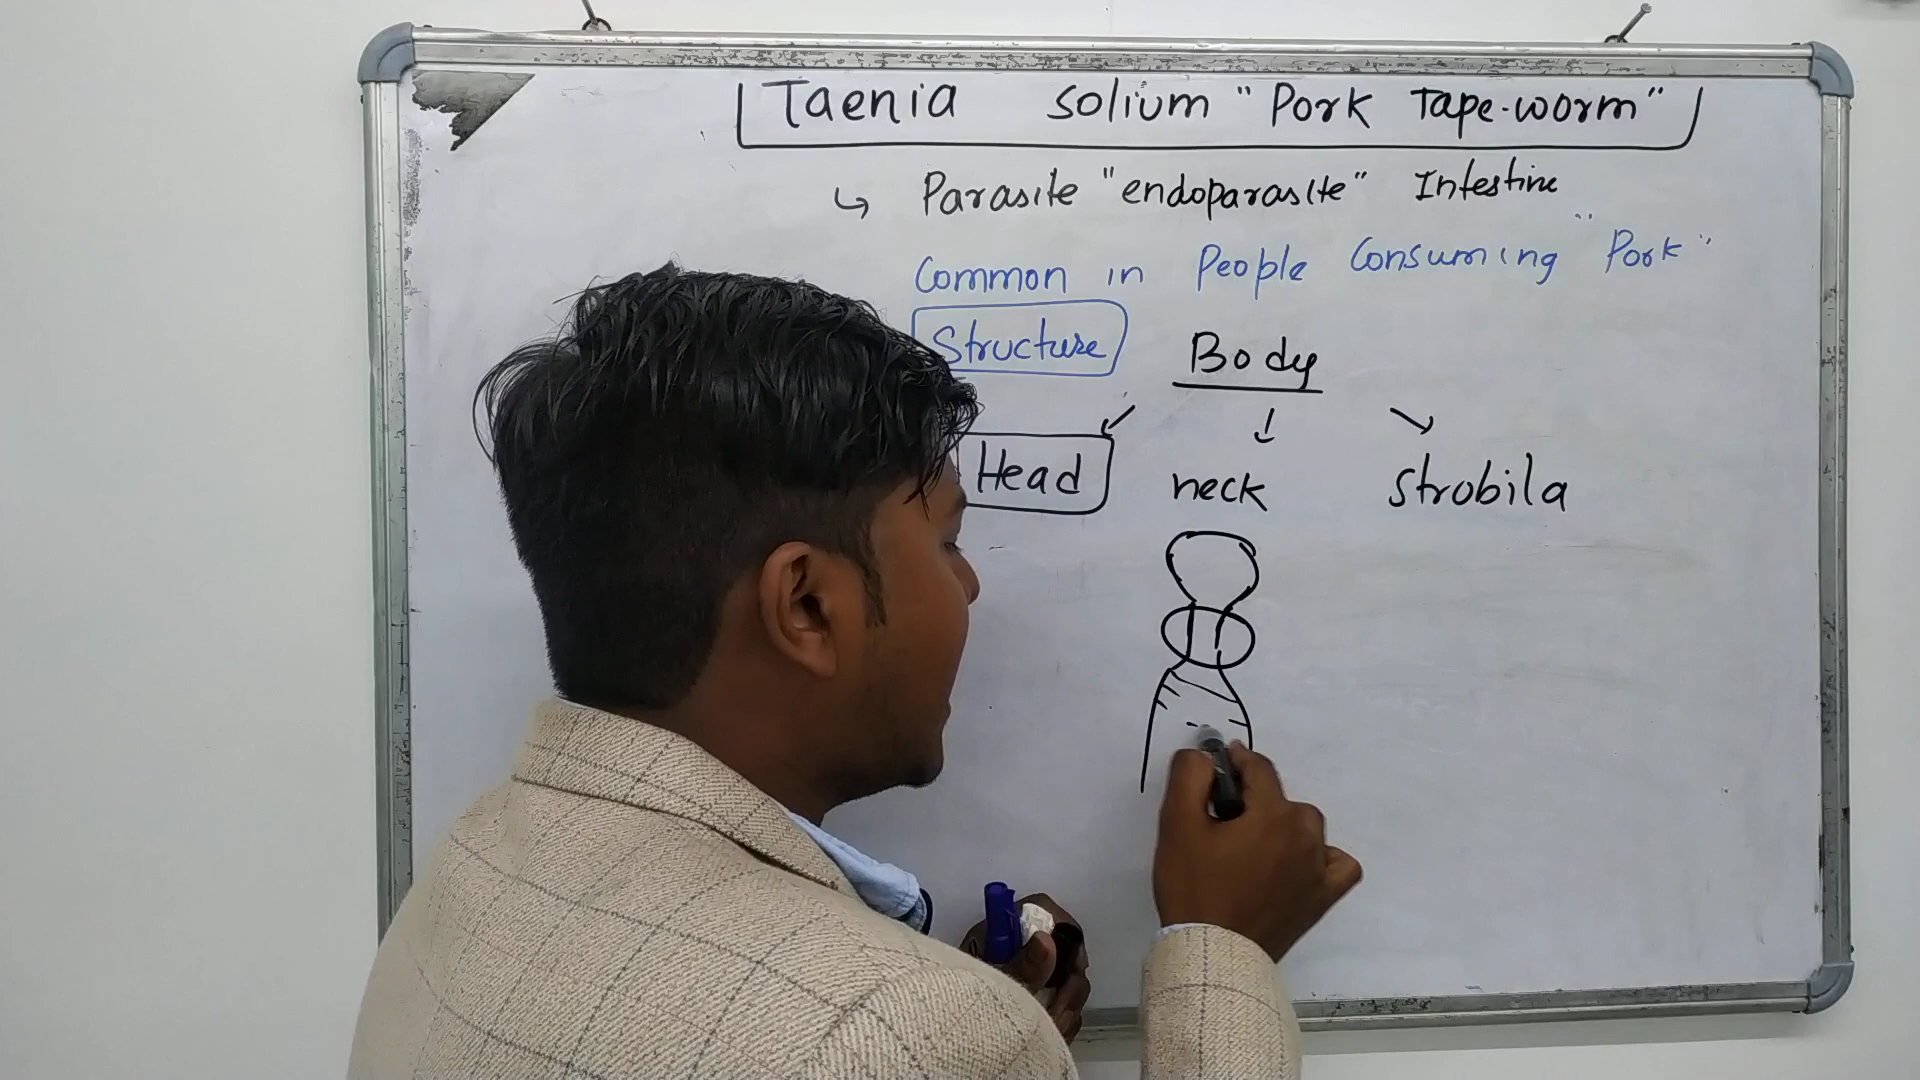 Taenia solium "Pork Tape-worm"
↳ Parasite "endoparasite" Intestine
Common in People Consuming "Pork"
Structure Body
Head neck strobila